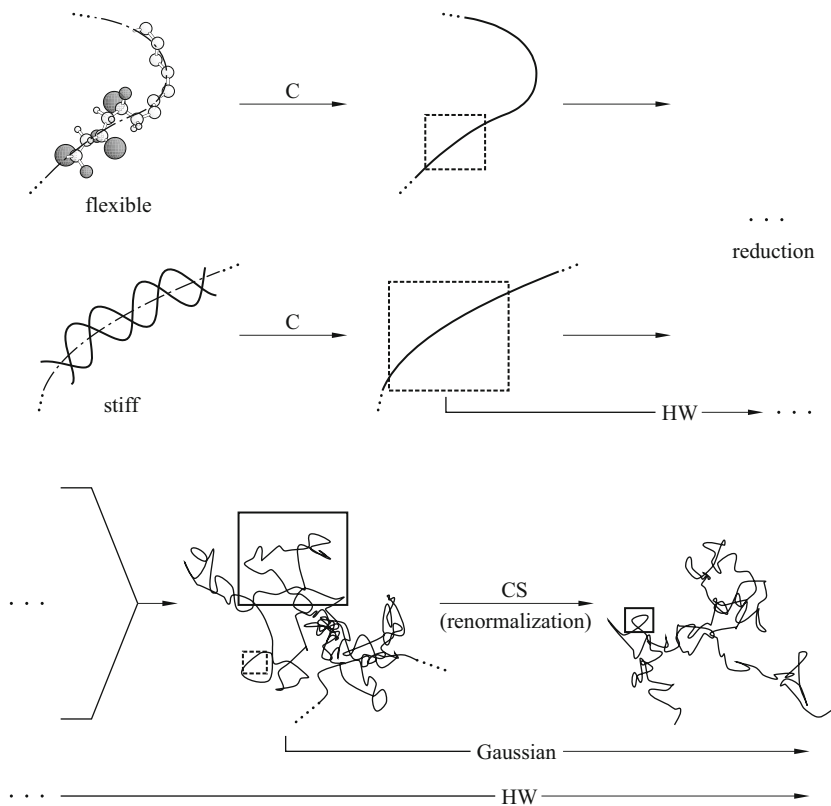 C
flexible
. . .
reduction
C
stiff
HW . . .
. . .
CS
(renormalization)
Gaussian
. . . HW